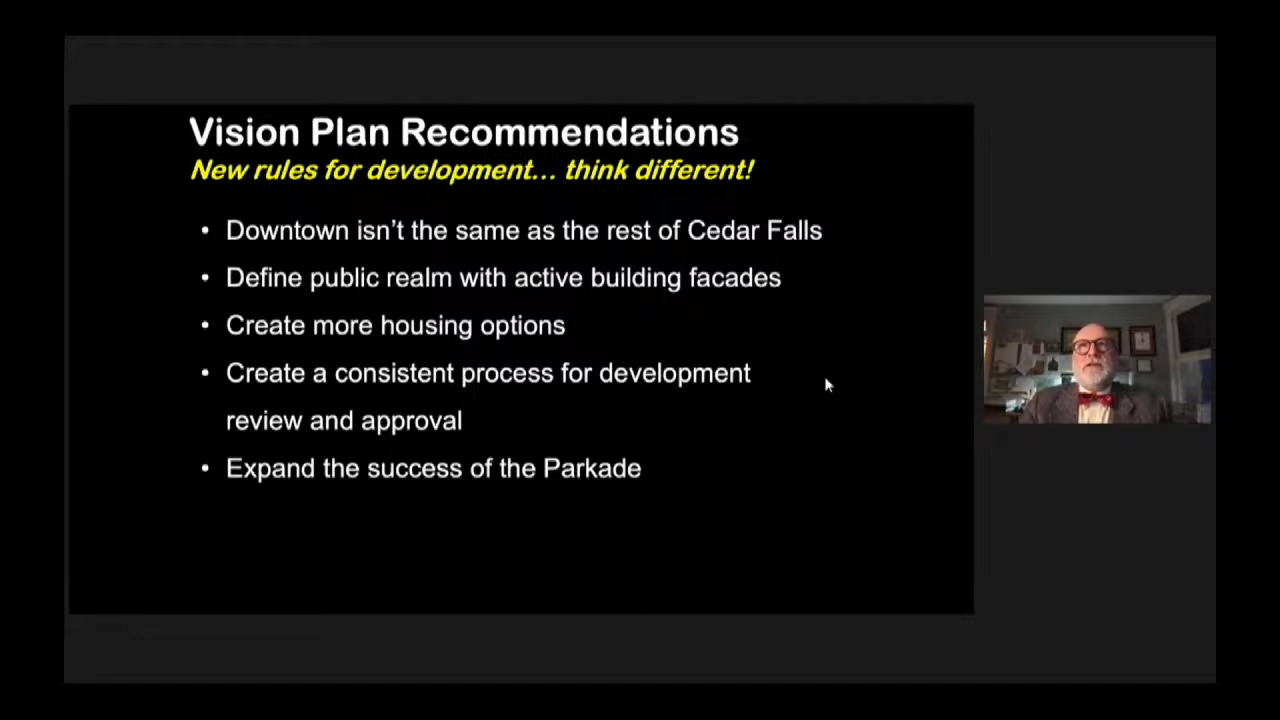 Vision Plan Recommendations
New rules for development... think different!
• Downtown isn't the same as the rest of Cedar Falls
• Define public realm with active building facades
• Create more housing options
• Create a consistent process for development
review and approval
• Expand the success of the Parkade